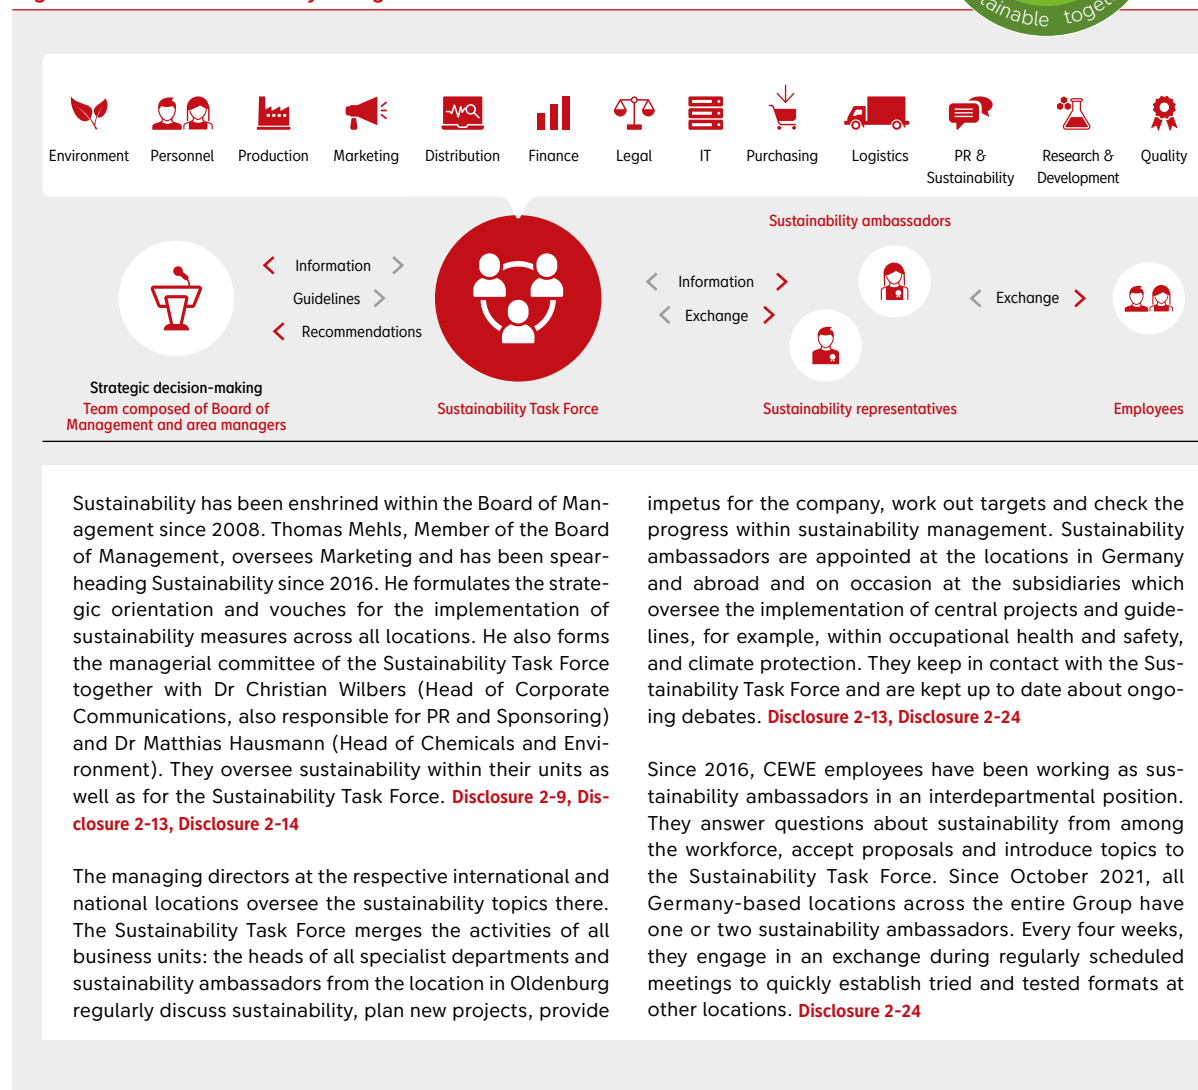 tainable toget
Environment Personnel Production Marketing Distribution Finance Legal IT Purchasing Logistics PR & Sustainability Research & Development Quality
Sustainability ambassadors
Information
Guidelines
Recommendations
Information
Exchange
Exchange
Strategic decision-making
Team composed of Board of
Management and area managers
Sustainability Task Force
Sustainability representatives
Employees
Sustainability has been enshrined within the Board of Man-
agement since 2008. Thomas Mehls, Member of the Board
of Management, oversees Marketing and has been spear-
heading Sustainability since 2016. He formulates the strate-
gic orientation and vouches for the implementation of
sustainability measures across all locations. He also forms
the managerial committee of the Sustainability Task Force
together with Dr Christian Wilbers (Head of Corporate
Communications, also responsible for PR and Sponsoring)
and Dr Matthias Hausmann (Head of Chemicals and Envi-
ronment). They oversee sustainability within their units as
well as for the Sustainability Task Force. Disclosure 2-9, Dis-
closure 2-13, Disclosure 2-14
The managing directors at the respective international and
national locations oversee the sustainability topics there.
The Sustainability Task Force merges the activities of all
business units: the heads of all specialist departments and
sustainability ambassadors from the location in Oldenburg
regularly discuss sustainability, plan new projects, provide
impetus for the company, work out targets and check the
progress within sustainability management. Sustainability
ambassadors are appointed at the locations in Germany
and abroad and on occasion at the subsidiaries which
oversee the implementation of central projects and guide-
lines, for example, within occupational health and safety,
and climate protection. They keep in contact with the Sus-
tainability Task Force and are kept up to date about ongo-
ing debates. Disclosure 2-13, Disclosure 2-24
Since 2016, CEWE employees have been working as sus-
tainability ambassadors in an interdepartmental position.
They answer questions about sustainability from among
the workforce, accept proposals and introduce topics to
the Sustainability Task Force. Since October 2021, all
Germany-based locations across the entire Group have
one or two sustainability ambassadors. Every four weeks,
they engage in an exchange during regularly scheduled
meetings to quickly establish tried and tested formats at
other locations. Disclosure 2-24